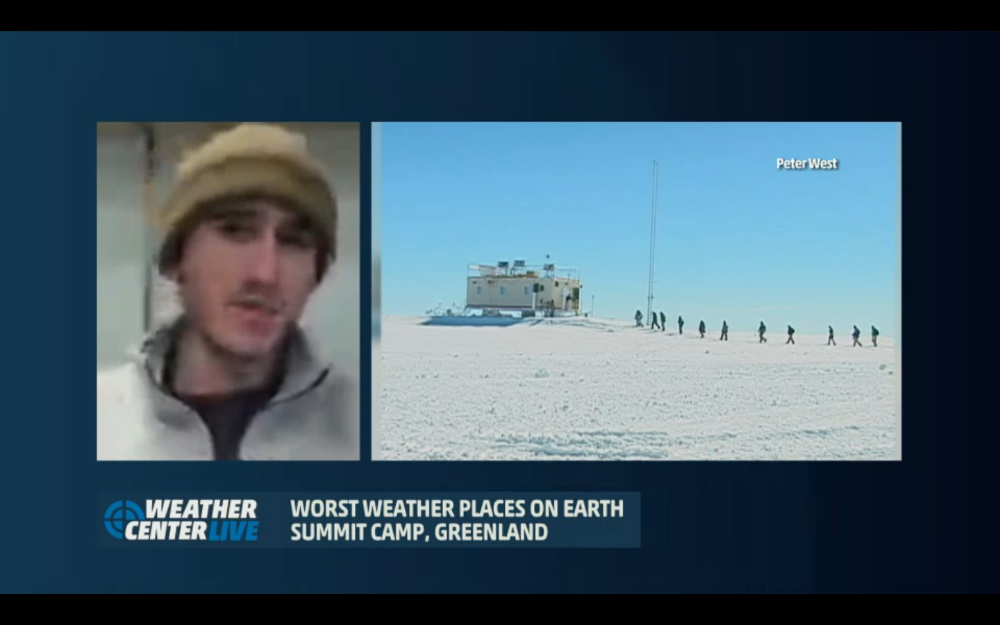 Peter West
WEATHER
CENTER LIVE
WORST WEATHER PLACES ON EARTH
SUMMIT CAMP, GREENLAND